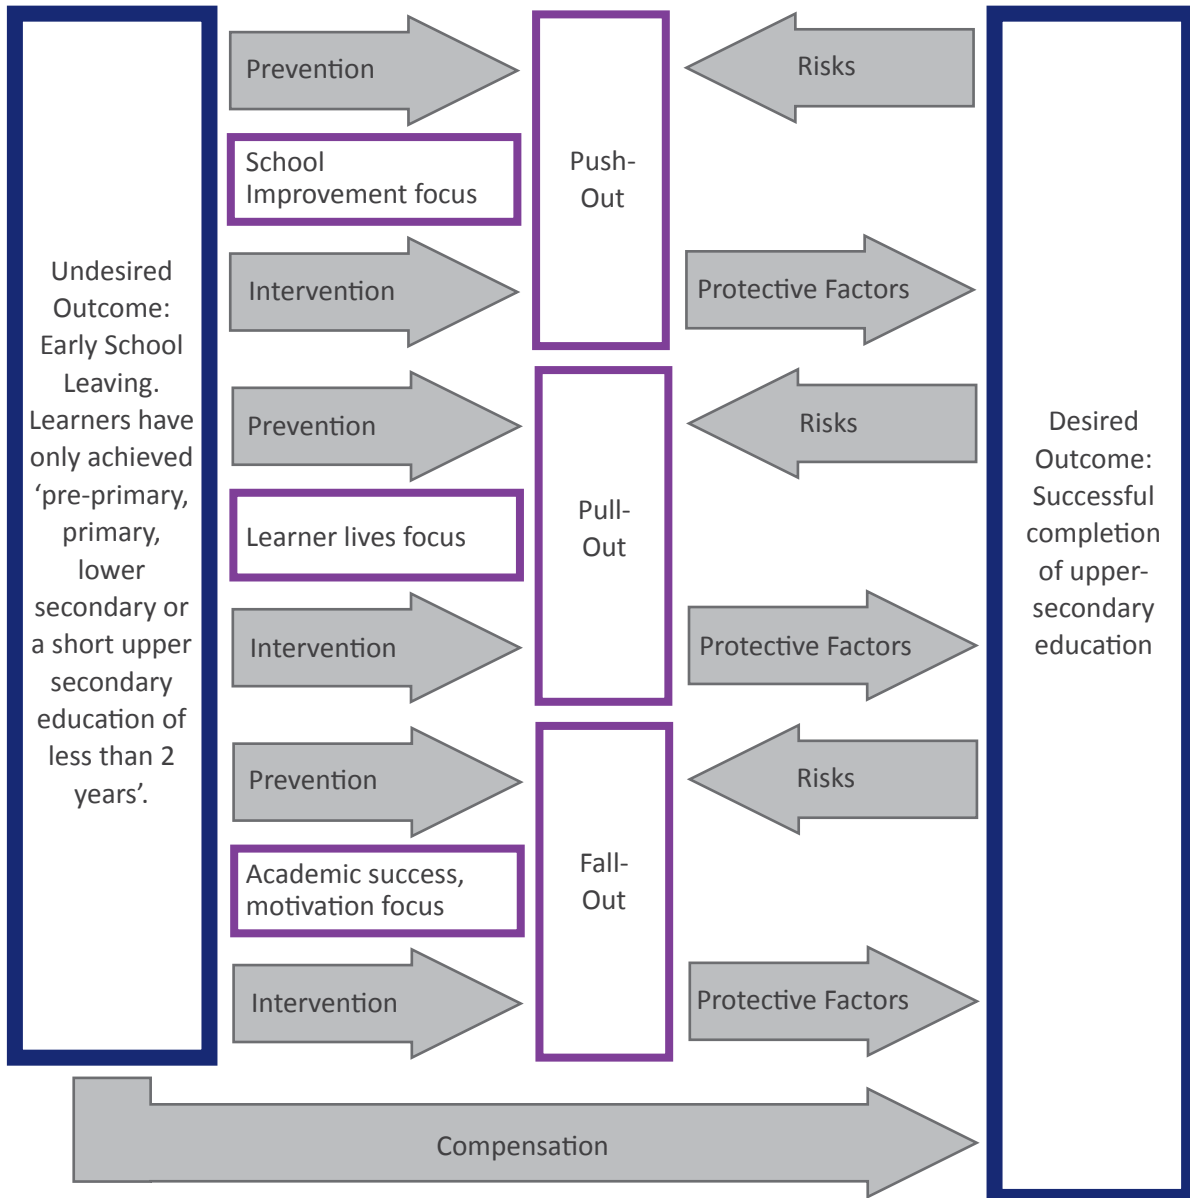 Undesired
Outcome:
Early School
Leaving.
Learners have
only achieved
‘pre-primary,
primary,
lower
secondary or
a short upper
secondary
education of
less than 2
years’.
Prevention
School
Improvement focus
Intervention
Push-
Out
Risks
Protective Factors
Prevention
Learner lives focus
Intervention
Pull-
Out
Risks
Protective Factors
Prevention
Academic success,
motivation focus
Intervention
Fall-
Out
Risks
Protective Factors
Desired
Outcome:
Successful
completion
of upper-
secondary
education
Compensation